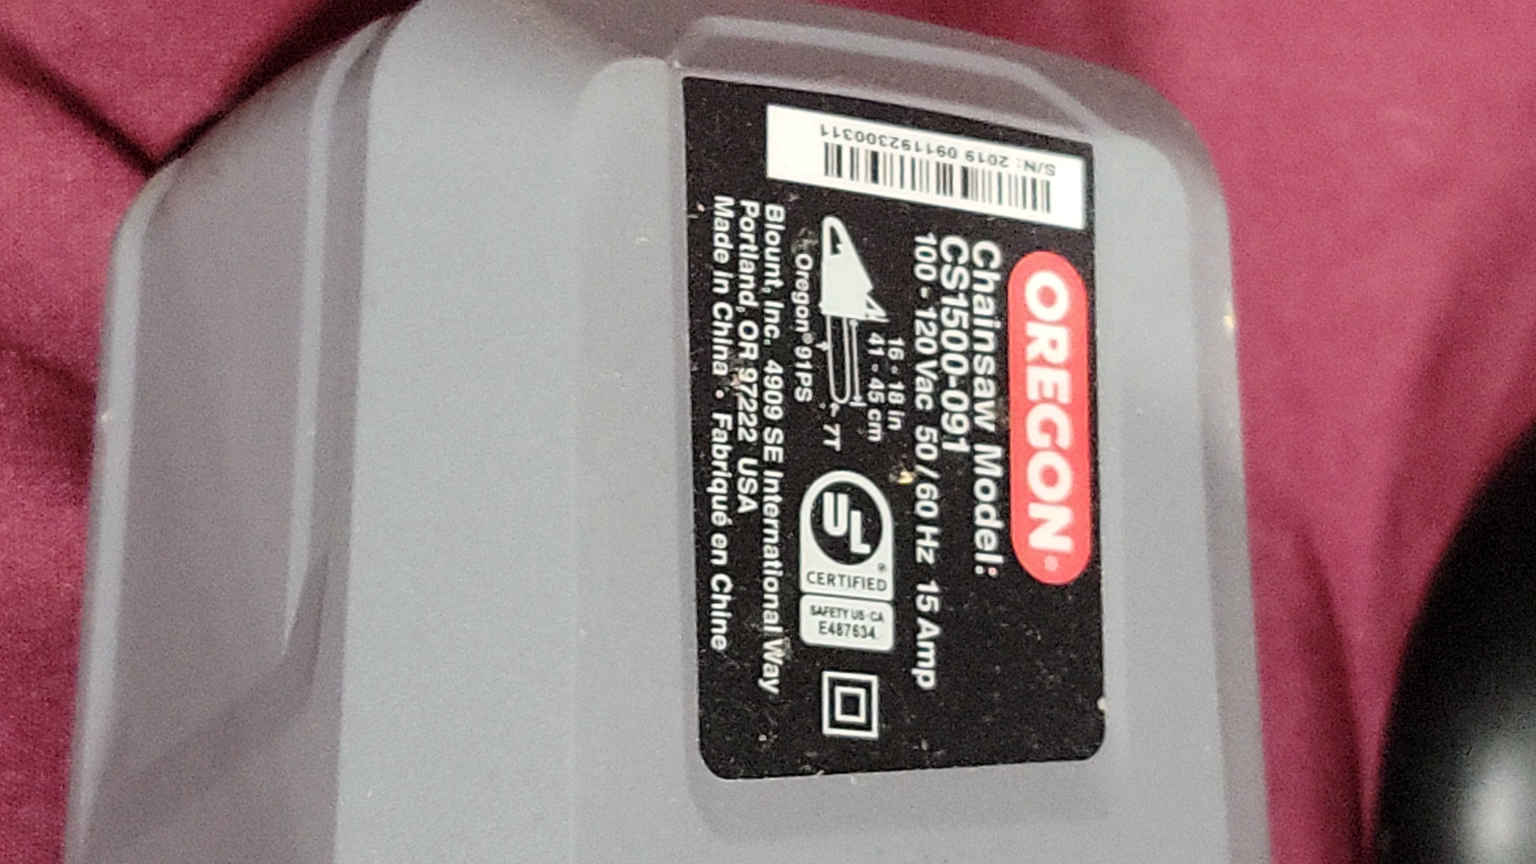 OREGON®
Chainsaw Model:
CS1500-091
100 - 120 Vac 50 / 60 Hz 15 Amp
16 - 18 in
41 - 45 cm
7T
Oregon® 91PS
UL®
CERTIFIED
SAFETY US-CA
E487634
Blount, Inc. 4909 SE International Way
Portland, OR 97222 USA
Made in China • Fabriqué en Chine
S/N: 2019 091192300311